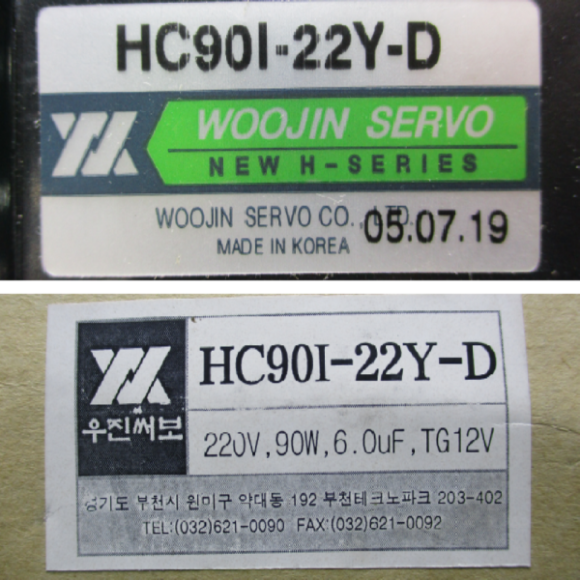 HC90I-22Y-D
WOOJIN SERVO
NEW H-SERIES
WOOJIN SERVO CO., LTD.
MADE IN KOREA
05.07.19
HC90I-22Y-D
우진써보
220V,90W,6.0uF,TG12V
경기도 부천시 원미구 약대동 192 부천테크노파크 203-402
TEL:(032)621-0090 FAX:(032)621-0092